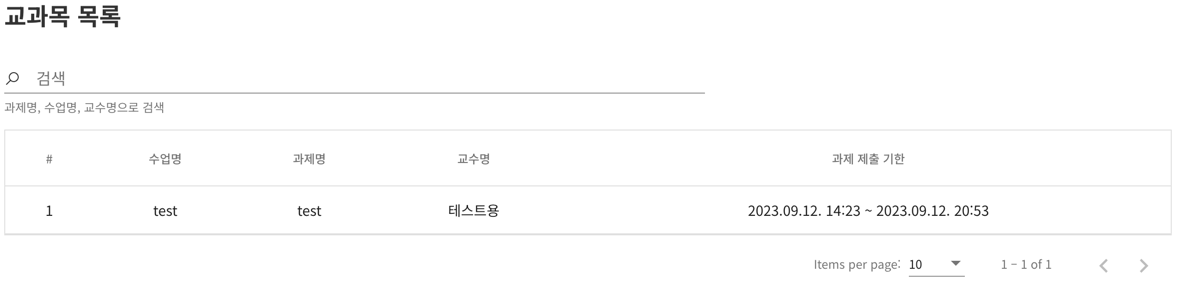 교과목 목록
검색
과제명, 수업명, 교수명으로 검색
# 수업명 과제명 교수명 과제 제출 기한
1 test test 테스트용 2023.09.12. 14:23 ~ 2023.09.12. 20:53
Items per page: 10 1 – 1 of 1